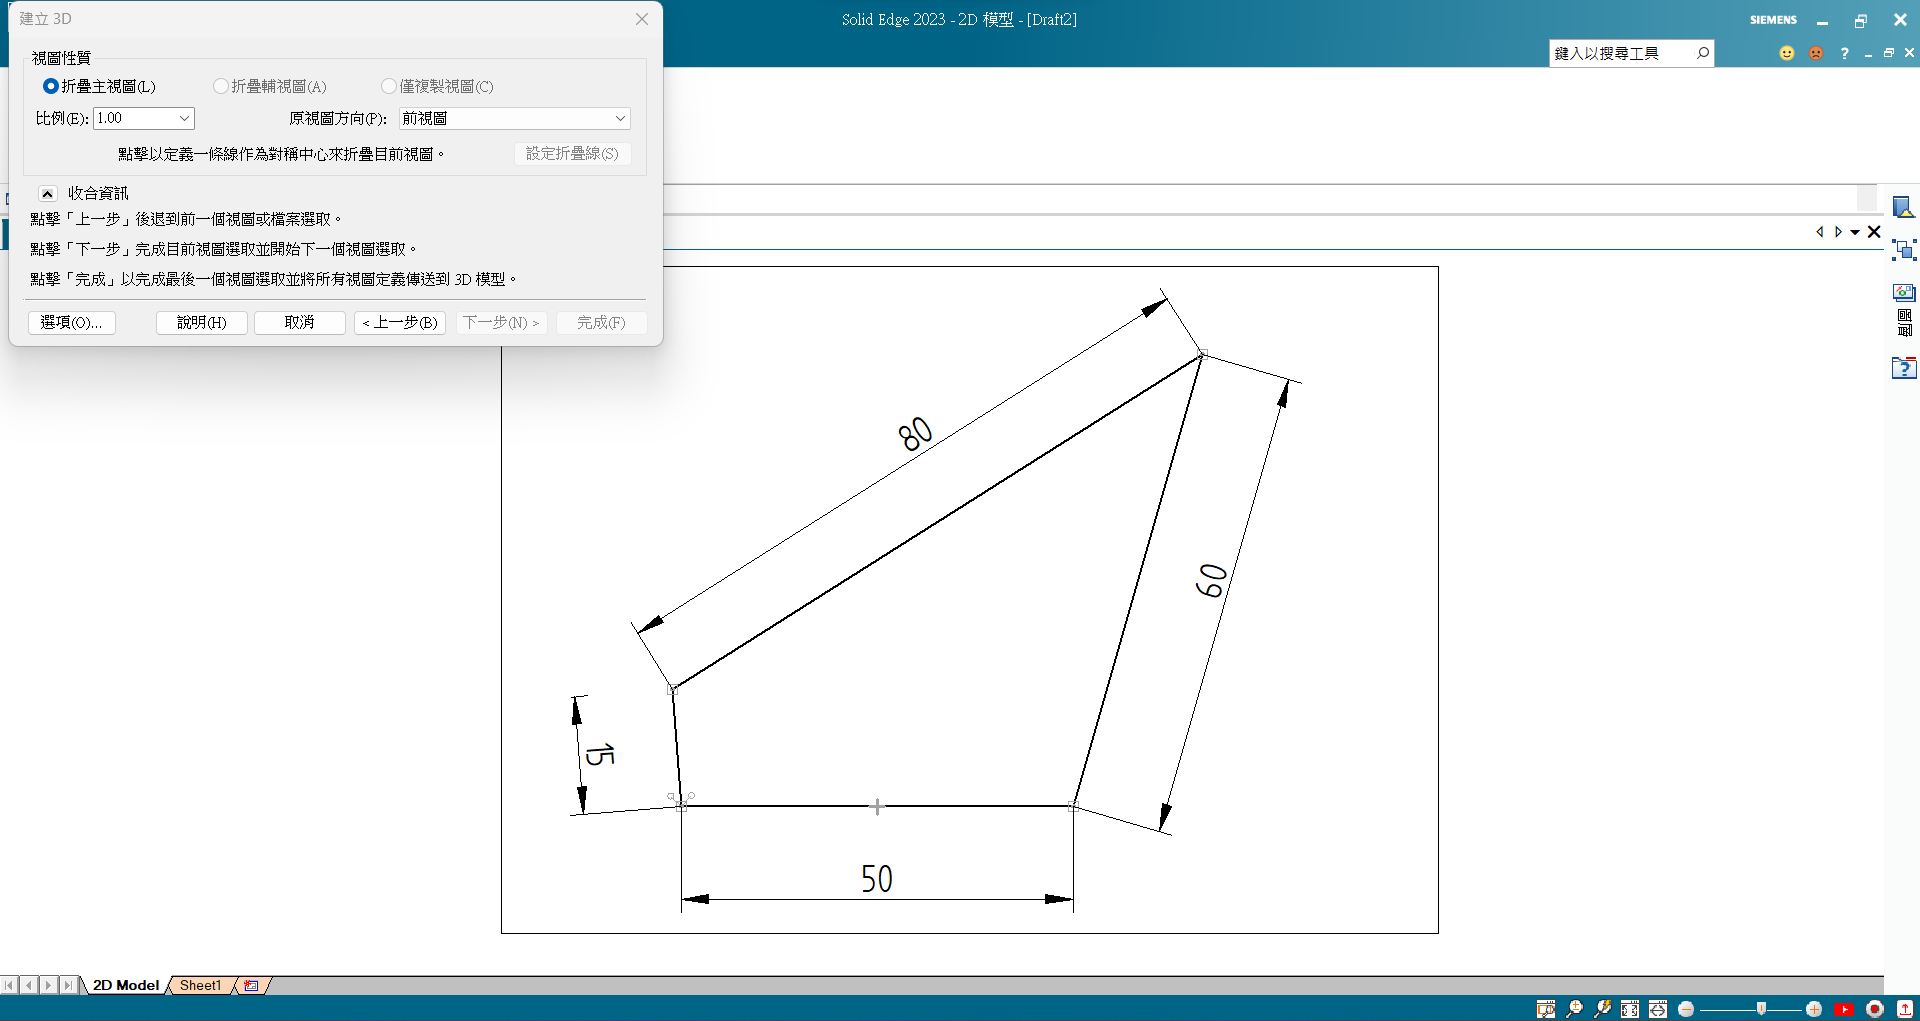 建立 3D
Solid Edge 2023 - 2D 模型 - [Draft2]
SIEMENS
鍵入以搜尋工具
視圖性質
折疊主視圖(L)
折疊輔視圖(A)
僅複製視圖(C)
比例(E):
1.00
原視圖方向(P):
前視圖
點擊以定義一條線作為對稱中心來折疊目前視圖。
設定折疊線(S)
收合資訊
點擊「上一步」後退到前一個視圖或檔案選取。
點擊「下一步」完成目前視圖選取並開始下一個視圖選取。
點擊「完成」以完成最後一個視圖選取並將所有視圖定義傳送到 3D 模型。
選項(O)...
說明(H)
取消
< 上一步(B)
下一步(N) >
完成(F)
圖層
80
60
15
50
2D Model
Sheet1